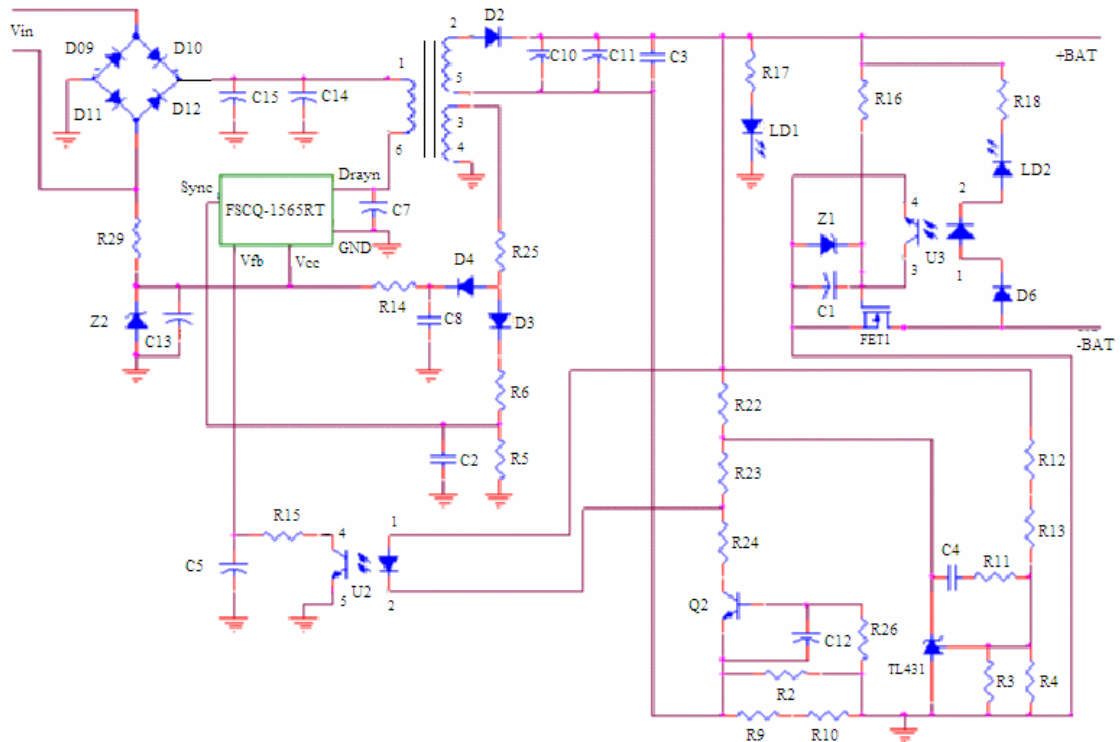 Vin
D09
D10
D11
D12
C15
C14
1
6
2
5
3
4
D2
C10
C11
C3
R17
LD1
+BAT
R16
R18
LD2
Sync
Drayn
FSCQ-1565RT
C7
GND
Vfb
Vcc
R29
R25
D4
Z1
4
3
U3
2
1
C1
D6
FET1
-BAT
Z2
C13
R14
C8
D3
R6
R22
C2
R5
R23
R12
R13
R15
4
5
U2
1
2
R24
C4
R11
C5
Q2
C12
R26
TL431
R3
R4
R2
R9
R10